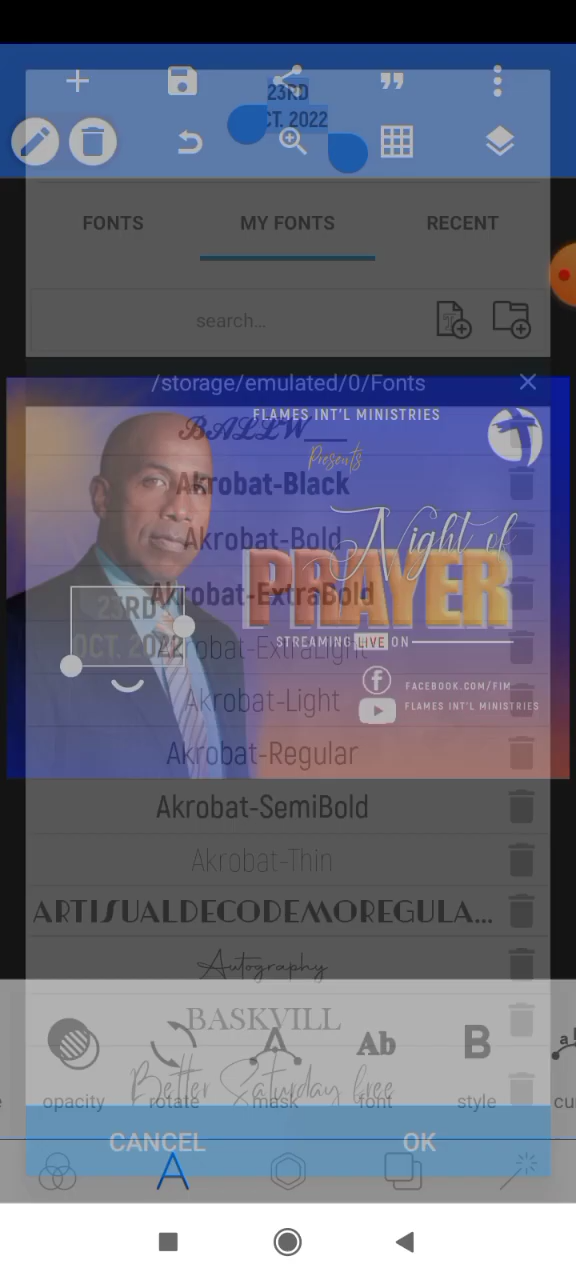 23RD
OCT. 2022
FONTS
MY FONTS
RECENT
search...
/storage/emulated/0/Fonts
FLAMES INT'L MINISTRIES
BALLW
Presents
Akrobat-Black
Night of
Akrobat-Bold
PRAYER
Akrobat-ExtraBold
23RD
OCT. 2022
STREAMING LIVE ON
Akrobat-ExtraLight
FACEBOOK.COM/FIM
Akrobat-Light
FLAMES INT'L MINISTRIES
Akrobat-Regular
Akrobat-SemiBold
Akrobat-Thin
ARTISUALDECODEMOREGULA...
Autography
BASKVILL
Better Saturday free
Ab
B
opacity
rotate
mask
font
style
cu
CANCEL
OK